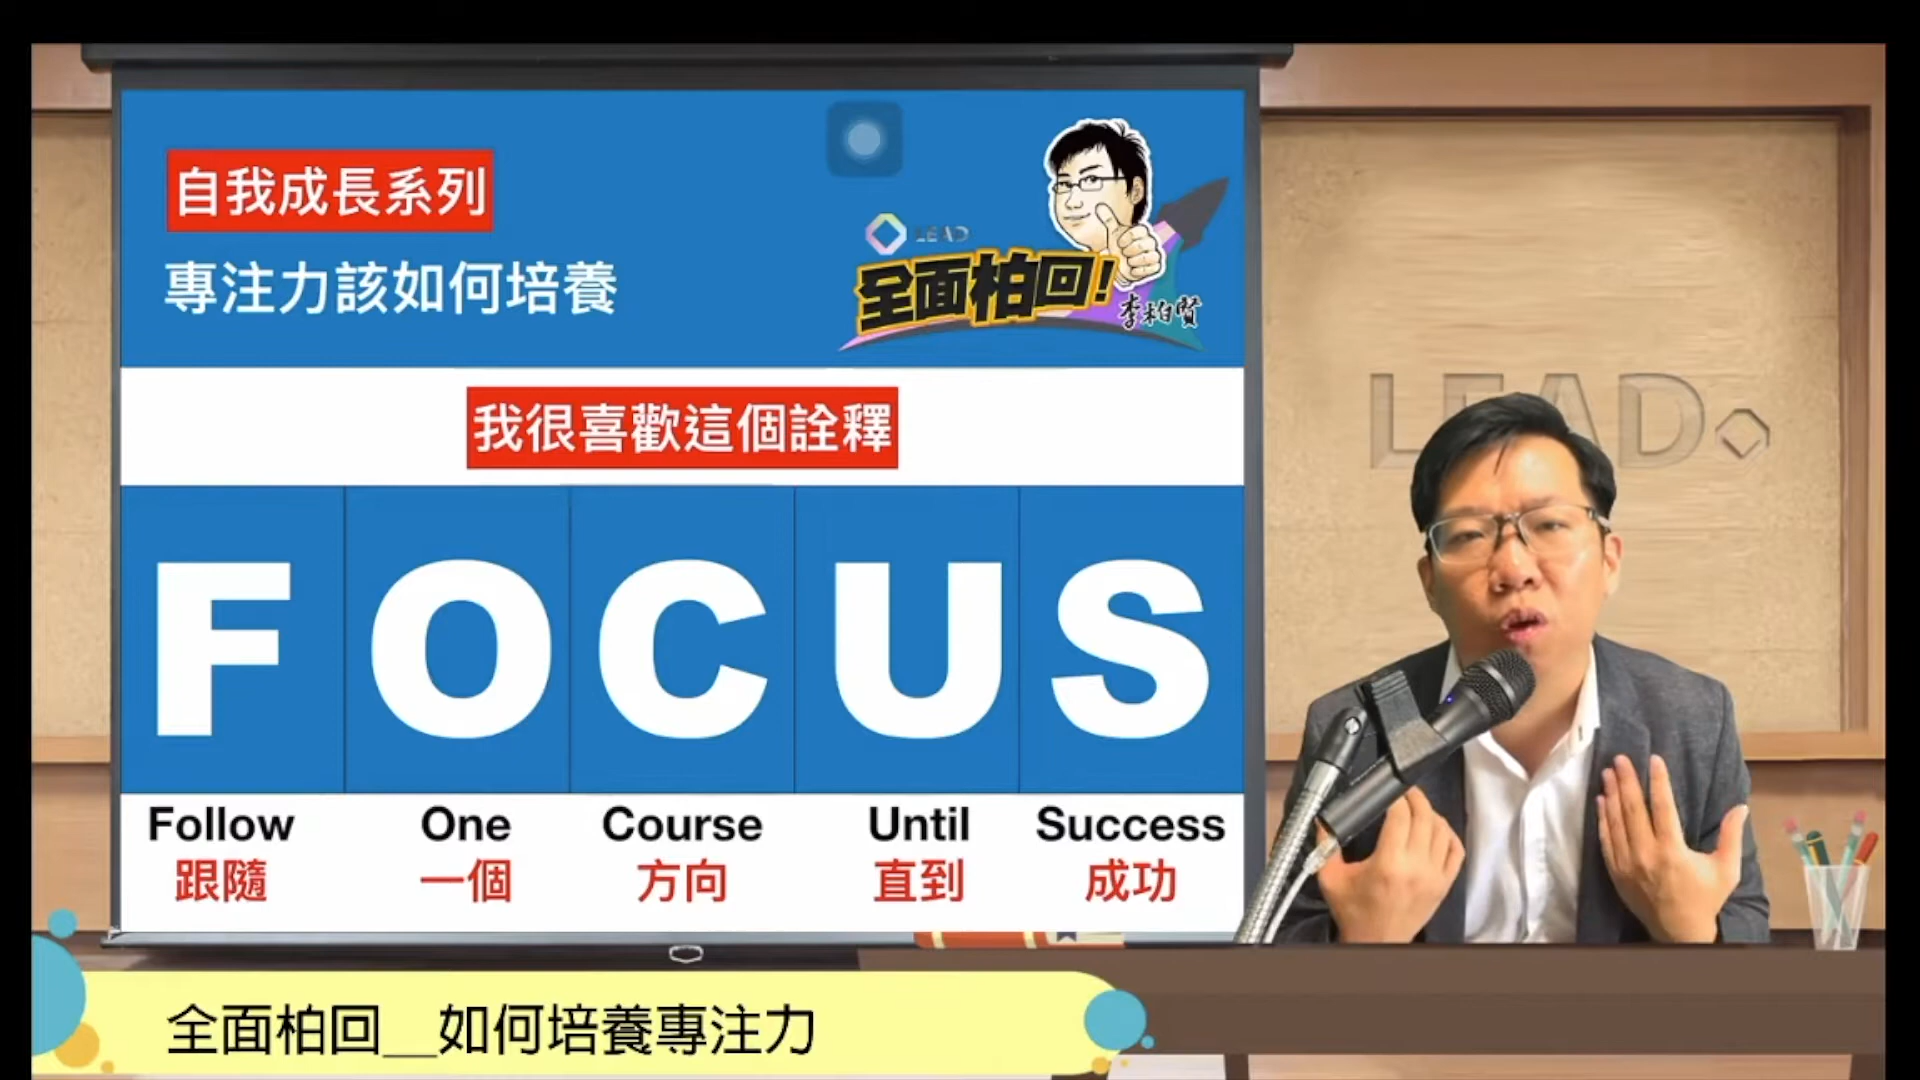 自我成長系列
專注力該如何培養
LEAD
全面柏回!
李柏賢
我很喜歡這個詮釋
LEAD
F O C U S
Follow One Course Until Success
跟隨 一個 方向 直到 成功
全面柏回__如何培養專注力